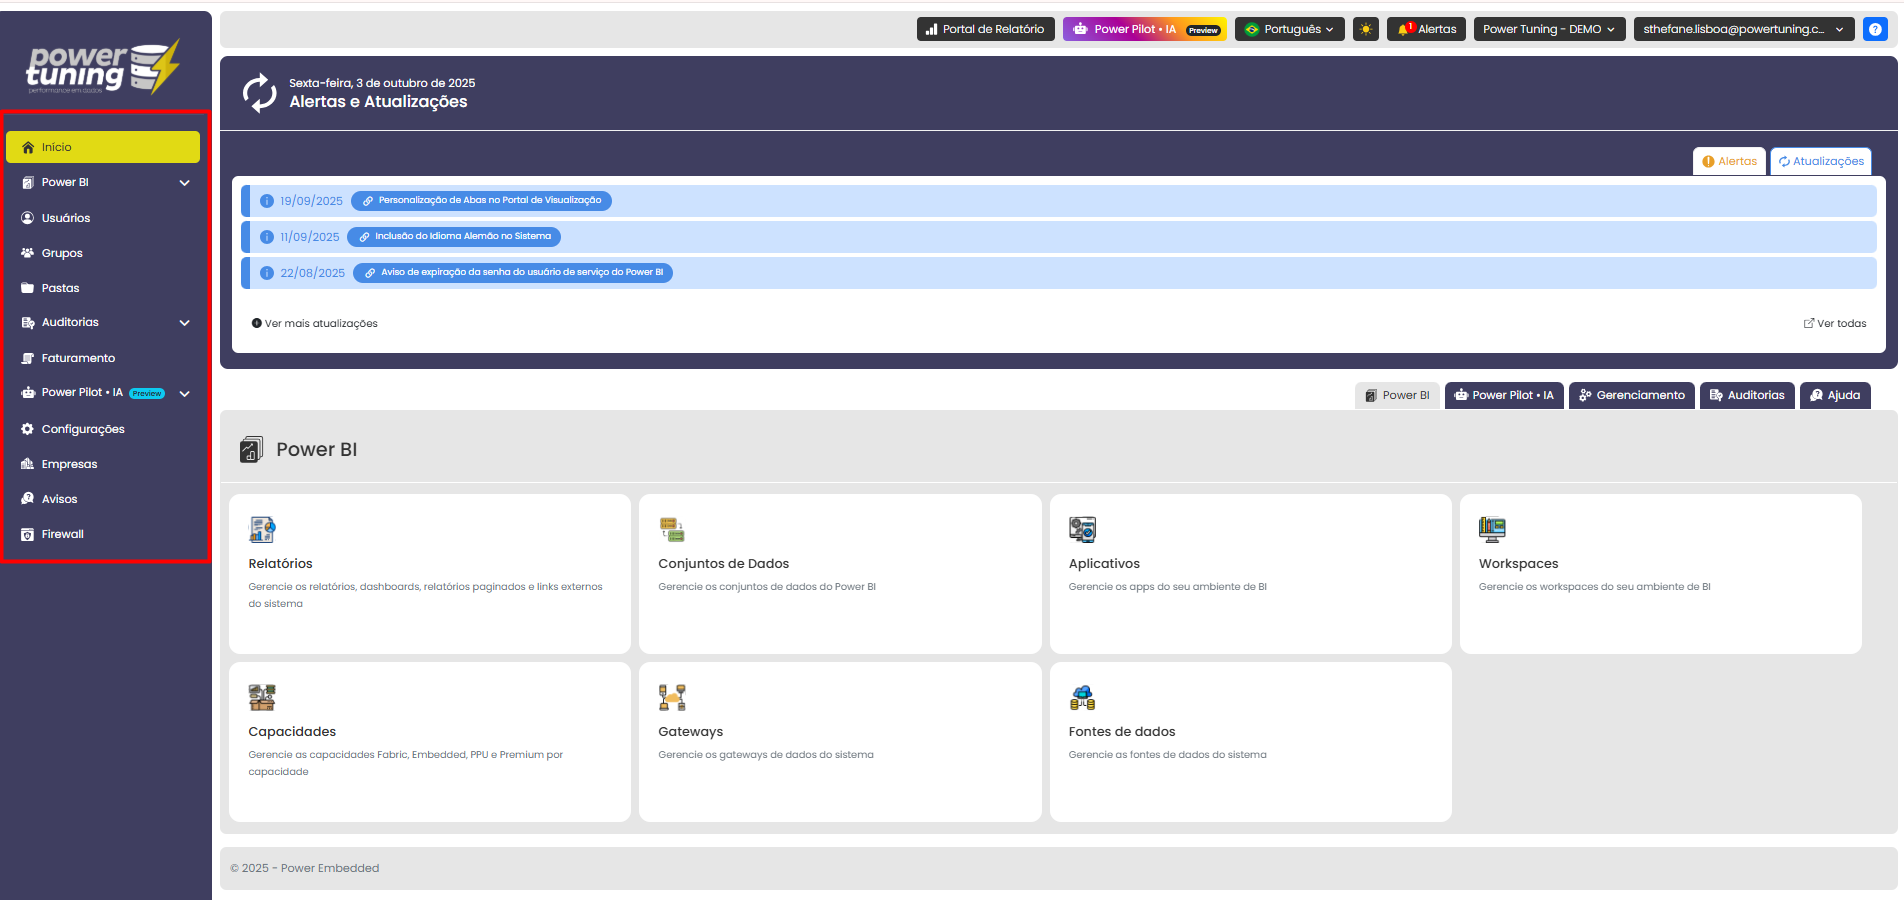 power
tuning
performance em dados
Início
Power BI
Usuários
Grupos
Pastas
Auditorias
Faturamento
Power Pilot • IA Preview
Configurações
Empresas
Avisos
Firewall
Portal de Relatório
Power Pilot • IA Preview
Português
1 Alertas
Power Tuning - DEMO
sthefane.lisboa@powertuning.c...
?
Sexta-feira, 3 de outubro de 2025
Alertas e Atualizações
Alertas
Atualizações
19/09/2025 Personalização de Abas no Portal de Visualização
11/09/2025 Inclusão do Idioma Alemão no Sistema
22/08/2025 Aviso de expiração da senha do usuário de serviço do Power BI
Ver mais atualizações
Ver todas
Power BI
Power Pilot • IA
Gerenciamento
Auditorias
Ajuda
Power BI
Relatórios
Gerencie os relatórios, dashboards, relatórios paginados e links externos
do sistema
Conjuntos de Dados
Gerencie os conjuntos de dados do Power BI
Aplicativos
Gerencie os apps do seu ambiente de BI
Workspaces
Gerencie os workspaces do seu ambiente de BI
Capacidades
Gerencie as capacidades Fabric, Embedded, PPU e Premium por
capacidade
Gateways
Gerencie os gateways de dados do sistema
Fontes de dados
Gerencie as fontes de dados do sistema
© 2025 - Power Embedded